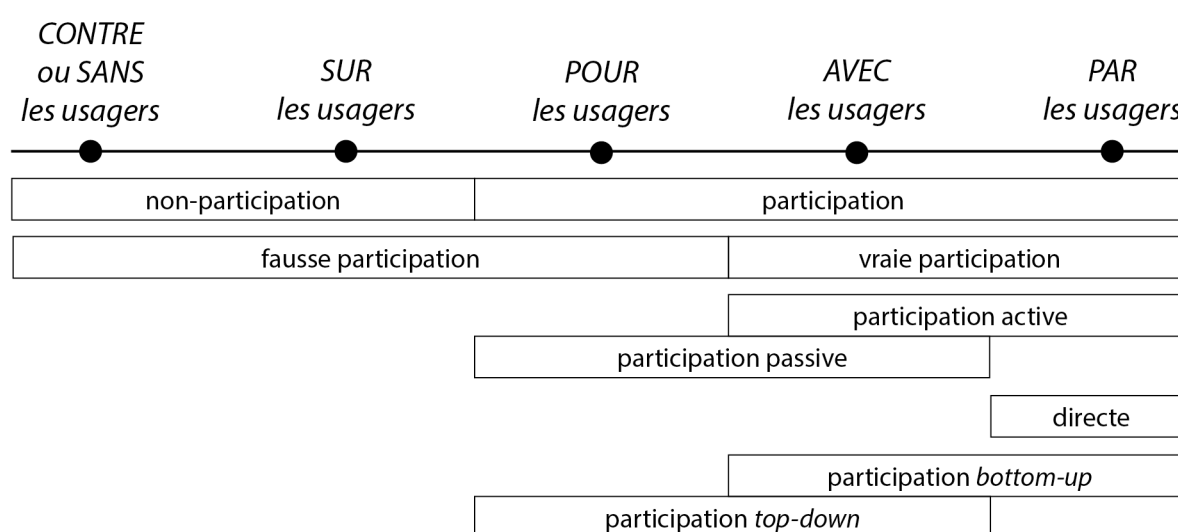 CONTRE
ou SANS
les usagers
SUR
les usagers
POUR
les usagers
AVEC
les usagers
PAR
les usagers
non-participation
participation
fausse participation
vraie participation
participation active
participation passive
directe
participation bottom-up
participation top-down